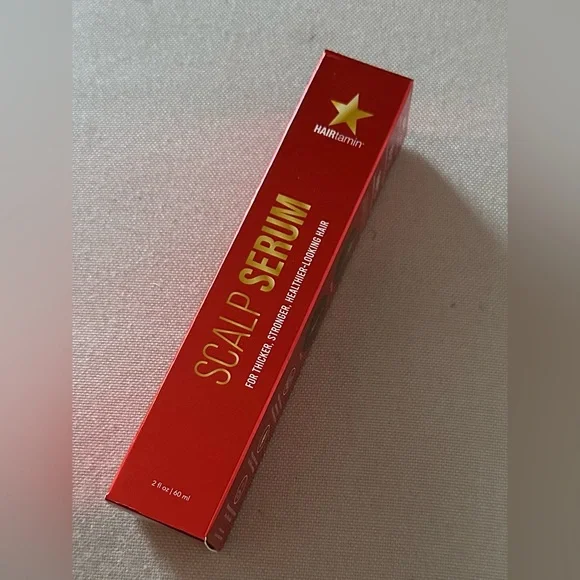 HAIRtamin
SCALP SERUM
FOR THICKER, STRONGER, HEALTHIER-LOOKING HAIR
2 fl oz | 60 ml